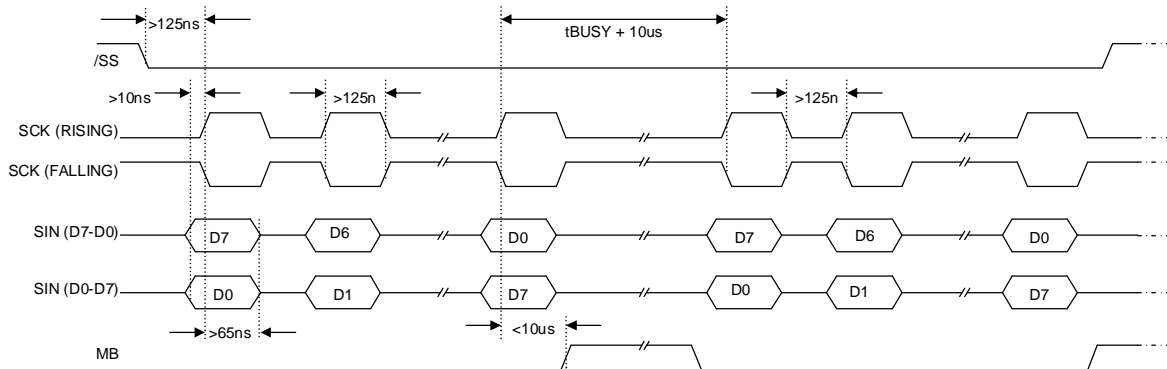 >125ns
tBUSY + 10us
/SS
>10ns
>125n
>125n
SCK (RISING)
SCK (FALLING)
SIN (D7-D0)
D7
D6
D0
D7
D6
D0
SIN (D0-D7)
D0
D1
D7
D0
D1
D7
>65ns
<10us
MB